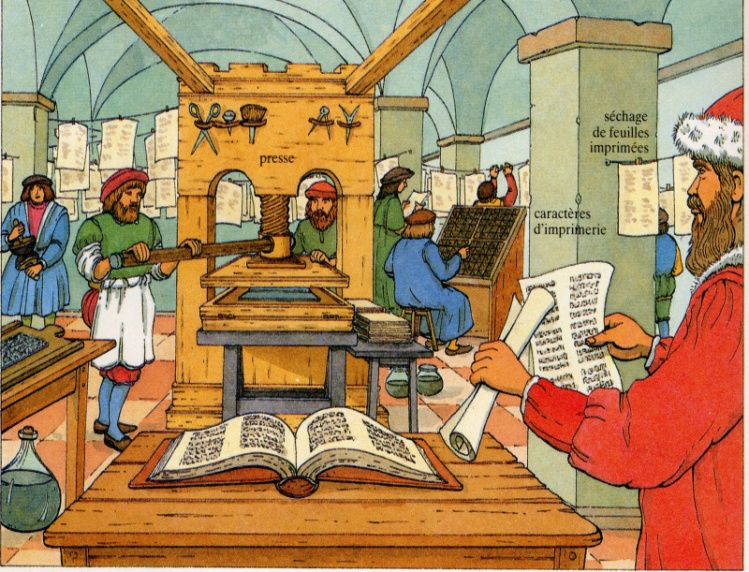 presse
séchage
de feuilles
imprimées
caractères
d'imprimerie